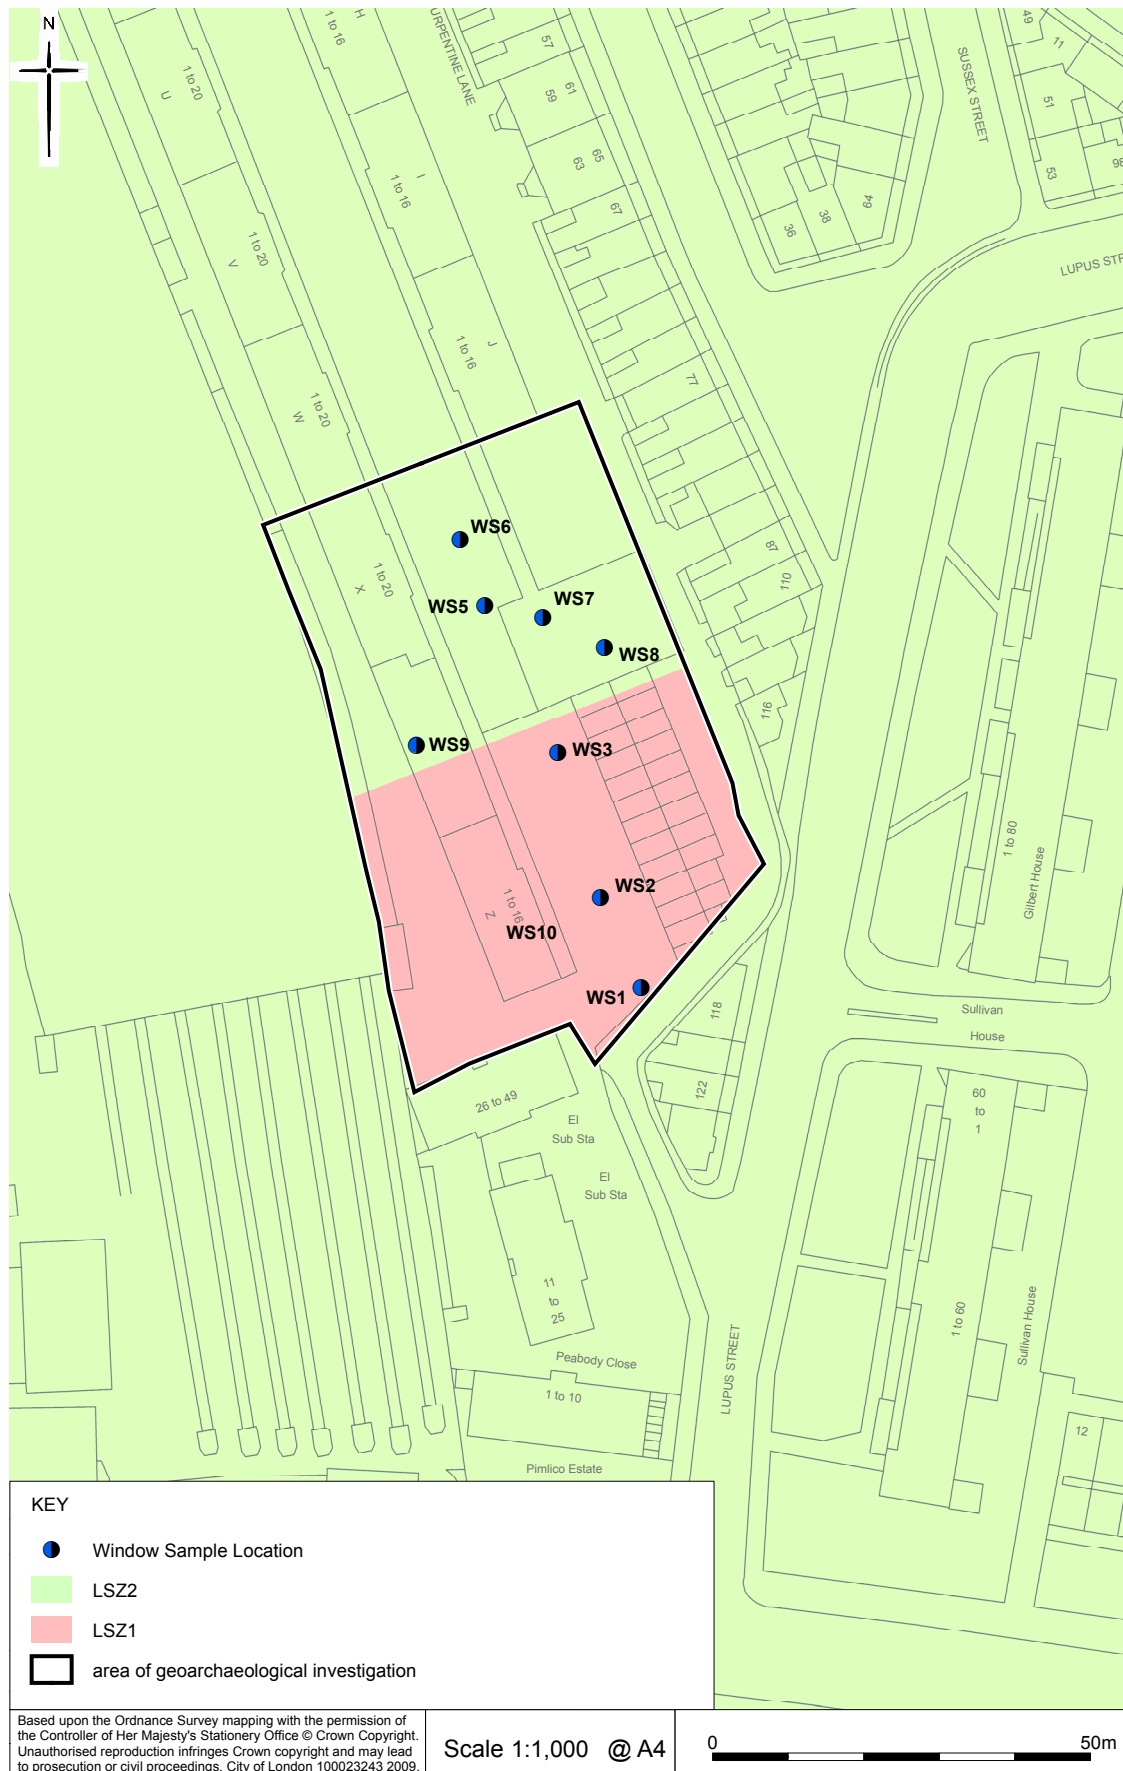 N
1 to 16
H
URPENTINE LANE
57
59
61
63
65
67
77
87
110
116
SUSSEX STREET
49
11
51
53
98
36
38
64
LUPUS STR
1 to 20
U
1 to 20
V
1 to 20
W
1 to 16
I
1 to 16
J
1 to 20
X
WS6
WS5
WS7
WS8
WS9
WS3
WS2
1 to 16
Z
WS10
WS1
1 to 80
Gilbert House
Sullivan
House
118
122
26 to 49
El
Sub Sta
El
Sub Sta
60
to
1
11
to
25
1 to 60
Sullivan House
Peabody Close
1 to 10
LUPUS STREET
12
Pimlico Estate
KEY
Window Sample Location
LSZ2
LSZ1
area of geoarchaeological investigation
Based upon the Ordnance Survey mapping with the permission of
the Controller of Her Majesty's Stationery Office © Crown Copyright.
Unauthorised reproduction infringes Crown copyright and may lead
to prosecution or civil proceedings. City of London 100023243 2009.
Scale 1:1,000 @ A4
0 50m